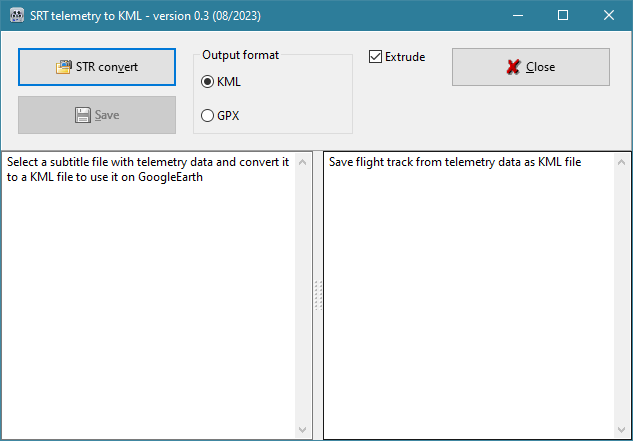 SRT telemetry to KML - version 0.3 (08/2023)
STR convert
Output format
Extrude
Close
KML
Save
GPX
Select a subtitle file with telemetry data and convert it
to a KML file to use it on GoogleEarth
Save flight track from telemetry data as KML file